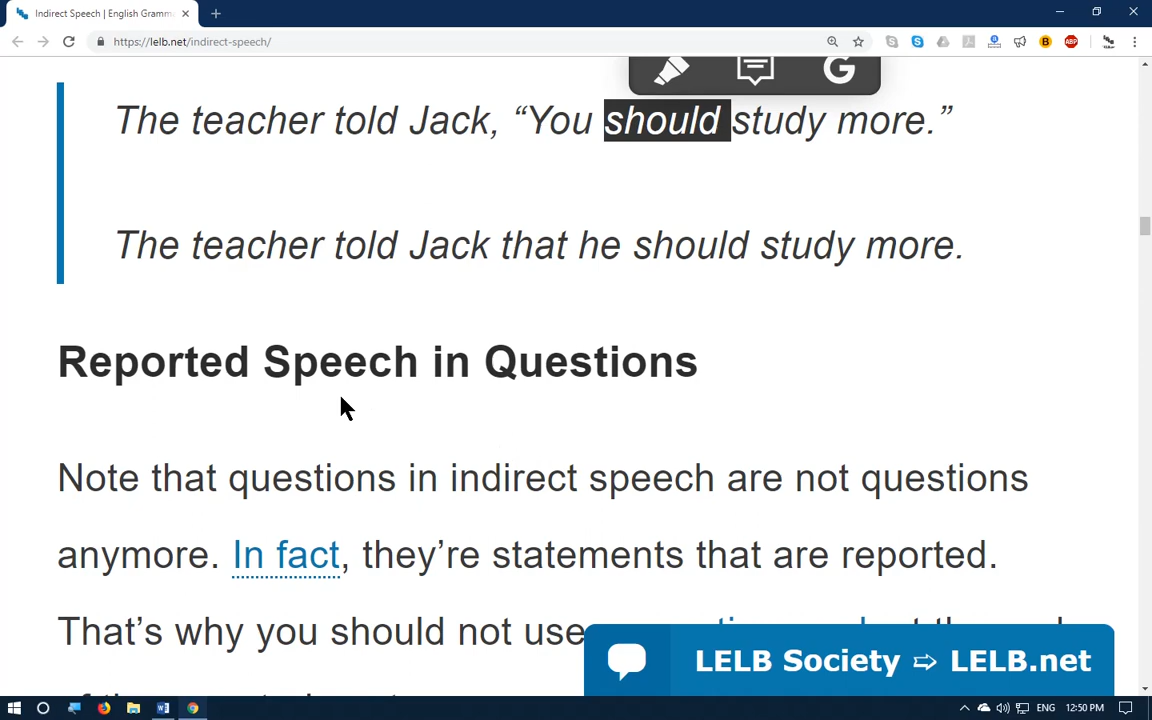 Indirect Speech | English Gramma
https://lelb.net/indirect-speech/
The teacher told Jack, “You should study more.”
The teacher told Jack that he should study more.
Reported Speech in Questions
Note that questions in indirect speech are not questions
anymore. In fact, they’re statements that are reported.
That’s why you should not use
LELB Society ⇨ LELB.net
ENG 12:50 PM